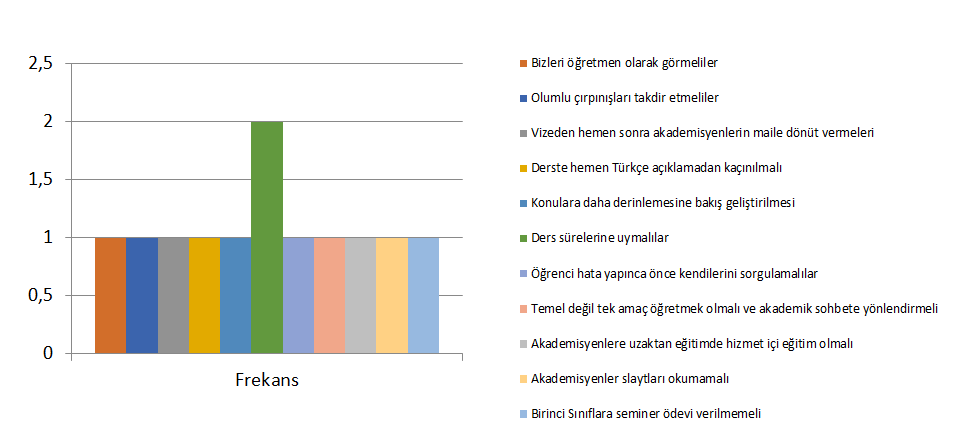 2,5
2
1,5
1
0,5
0
Frekans
Bizleri öğretmen olarak görmeliler
Olumlu çırpınışları takdir etmeliler
Vizeden hemen sonra akademisyenlerin maile dönüt vermeleri
Derste hemen Türkçe açıklamadan kaçınılmalı
Konulara daha derinlemesine bakış geliştirilmesi
Ders sürelerine uymalılar
Öğrenci hata yapınca önce kendilerini sorgulamalılar
Temel değil tek amaç öğretmek olmalı ve akademik sohbete yönlendirmeli
Akademisyenlere uzaktan eğitimde hizmet içi eğitim olmalı
Akademisyenler slaytları okumamalı
Birinci Sınıflara seminer ödevi verilmemeli